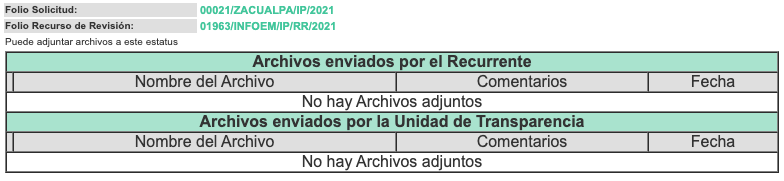 Folio Solicitud: 00021/ZACUALPA/IP/2021
Folio Recurso de Revisión: 01963/INFOEM/IP/RR/2021
Puede adjuntar archivos a este estatus
Archivos enviados por el Recurrente
Nombre del Archivo Comentarios Fecha
No hay Archivos adjuntos
Archivos enviados por la Unidad de Transparencia
Nombre del Archivo Comentarios Fecha
No hay Archivos adjuntos